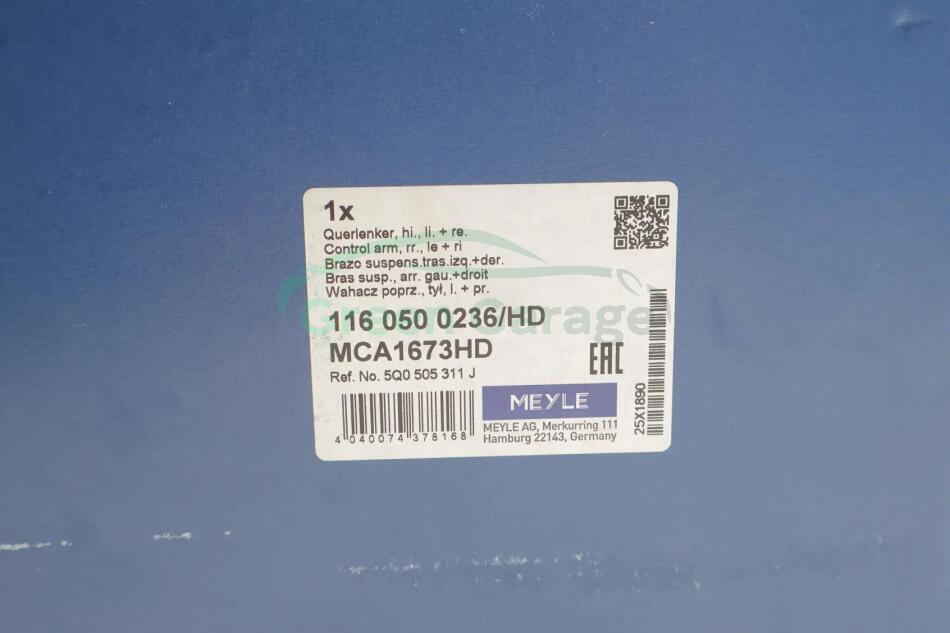 1x
Querlenker, hi., li. + re.
Control arm, rr., le + ri
Brazo suspens.tras.izq.+der.
Bras susp., arr. gau.+droit
Wahacz poprz., tył, l. + pr.
Green Garage
116 050 0236/HD
MCA1673HD
EAC
Ref. No. 5Q0 505 311 J
MEYLE
MEYLE AG, Merkurring 111
Hamburg 22143, Germany
4 040074 378168
25X1890